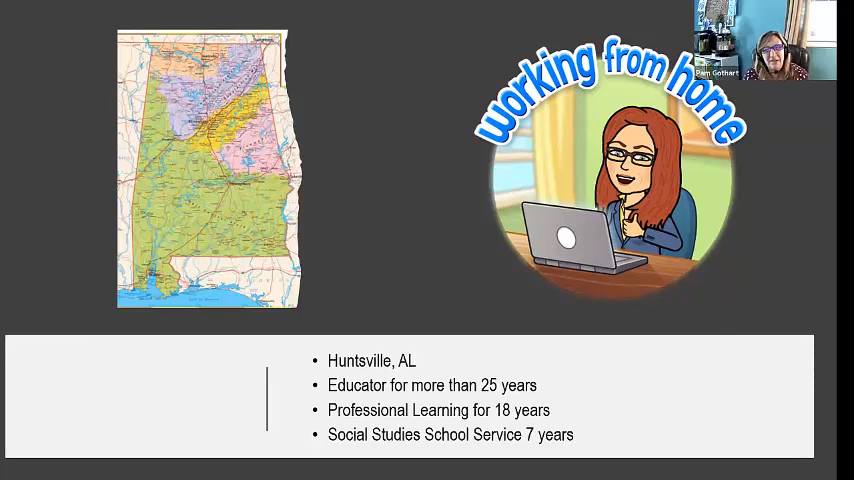 working from home
Pam Gothart
• Huntsville, AL
• Educator for more than 25 years
• Professional Learning for 18 years
• Social Studies School Service 7 years